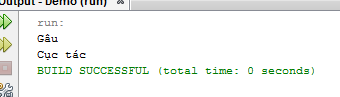 Output - Demo (run)
run:
Gâu
Cục tác
BUILD SUCCESSFUL (total time: 0 seconds)